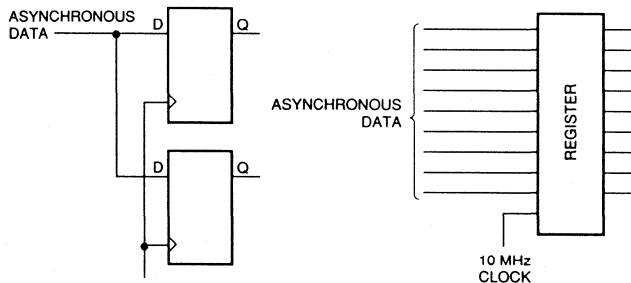 ASYNCHRONOUS
DATA
D
Q
D
Q
ASYNCHRONOUS
DATA
REGISTER
10 MHz
CLOCK